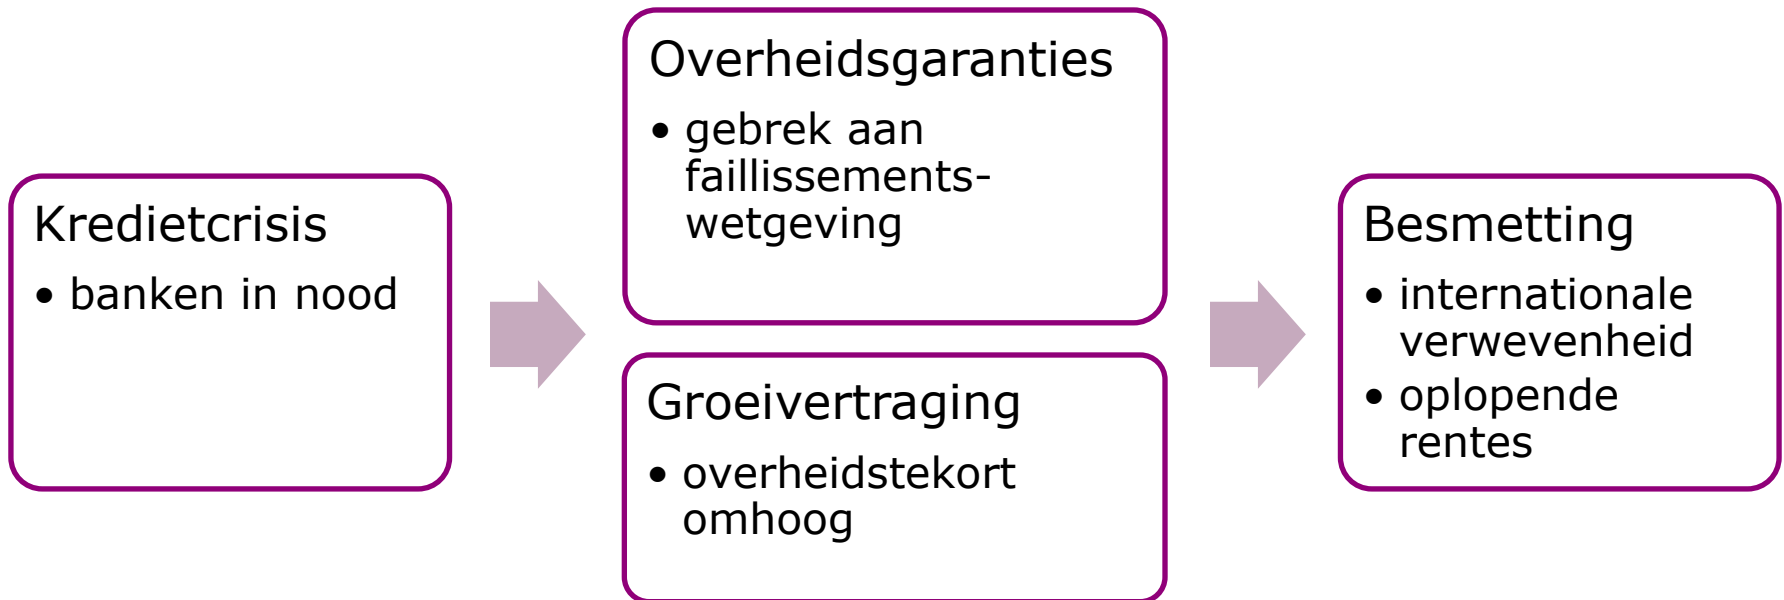 Kredietcrisis
• banken in nood
Overheidsgaranties
• gebrek aan
faillissements-
wetgeving
Groeivertraging
• overheidstekort
omhoog
Besmetting
• internationale
verwevenheid
• oplopende
rentes